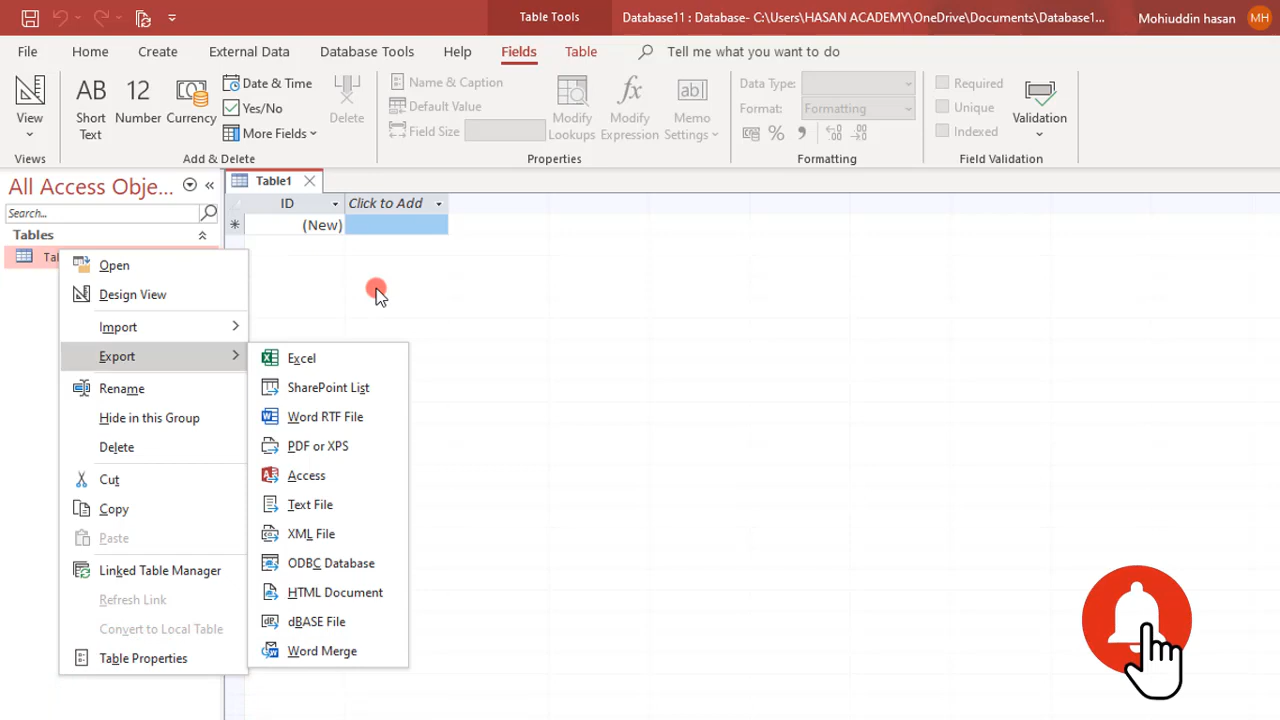 Table Tools
Database11 : Database- C:\Users\HASAN ACADEMY\OneDrive\Documents\Database1...
Mohiuddin hasan
MH
File
Home
Create
External Data
Database Tools
Help
Fields
Table
Tell me what you want to do
View
AB
Short
Text
12
Number
Currency
Date & Time
Yes/No
More Fields
Delete
Name & Caption
Default Value
Field Size
Modify
Lookups
fx
Modify
Expression
ab
Memo
Settings
Data Type:
Format:
Formatting
%
Required
Unique
Indexed
Validation
Views
Add & Delete
Properties
Formatting
Field Validation
All Access Obje...
Search...
Tables
Table1
ID
Click to Add
(New)
Open
Design View
Import
Export
Rename
Hide in this Group
Delete
Cut
Copy
Paste
Linked Table Manager
Refresh Link
Convert to Local Table
Table Properties
Excel
SharePoint List
Word RTF File
PDF or XPS
Access
Text File
XML File
ODBC Database
HTML Document
dBASE File
Word Merge